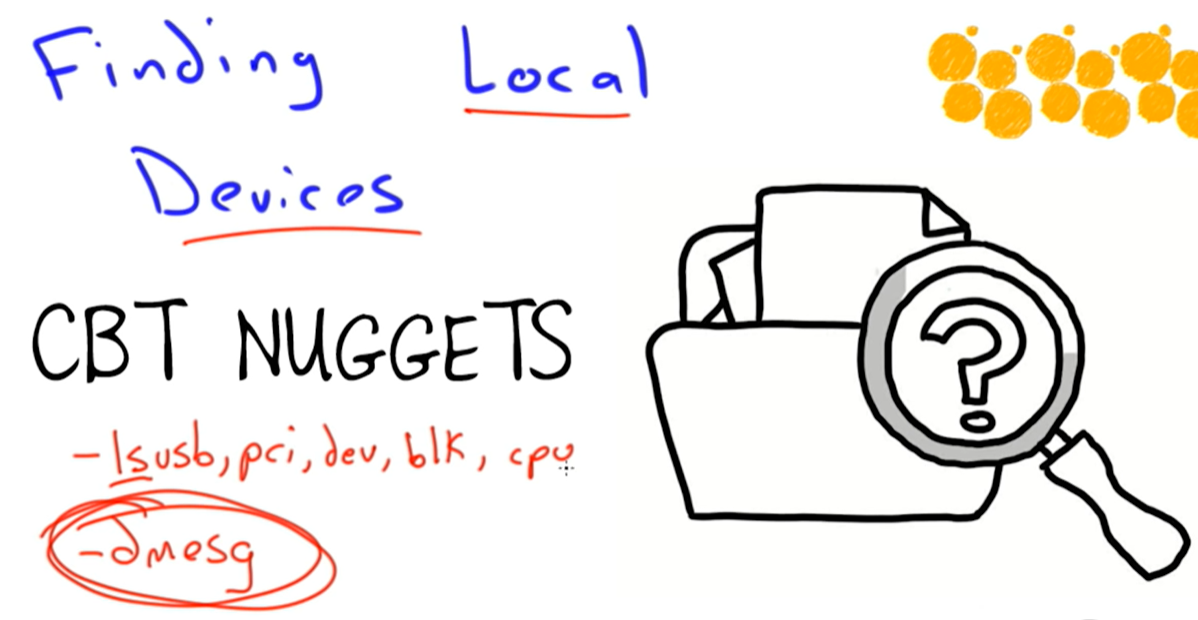 Finding Local
Devices
CBT NUGGETS
-lsusb, pci, dev, blk, cpu
-dmesg
?